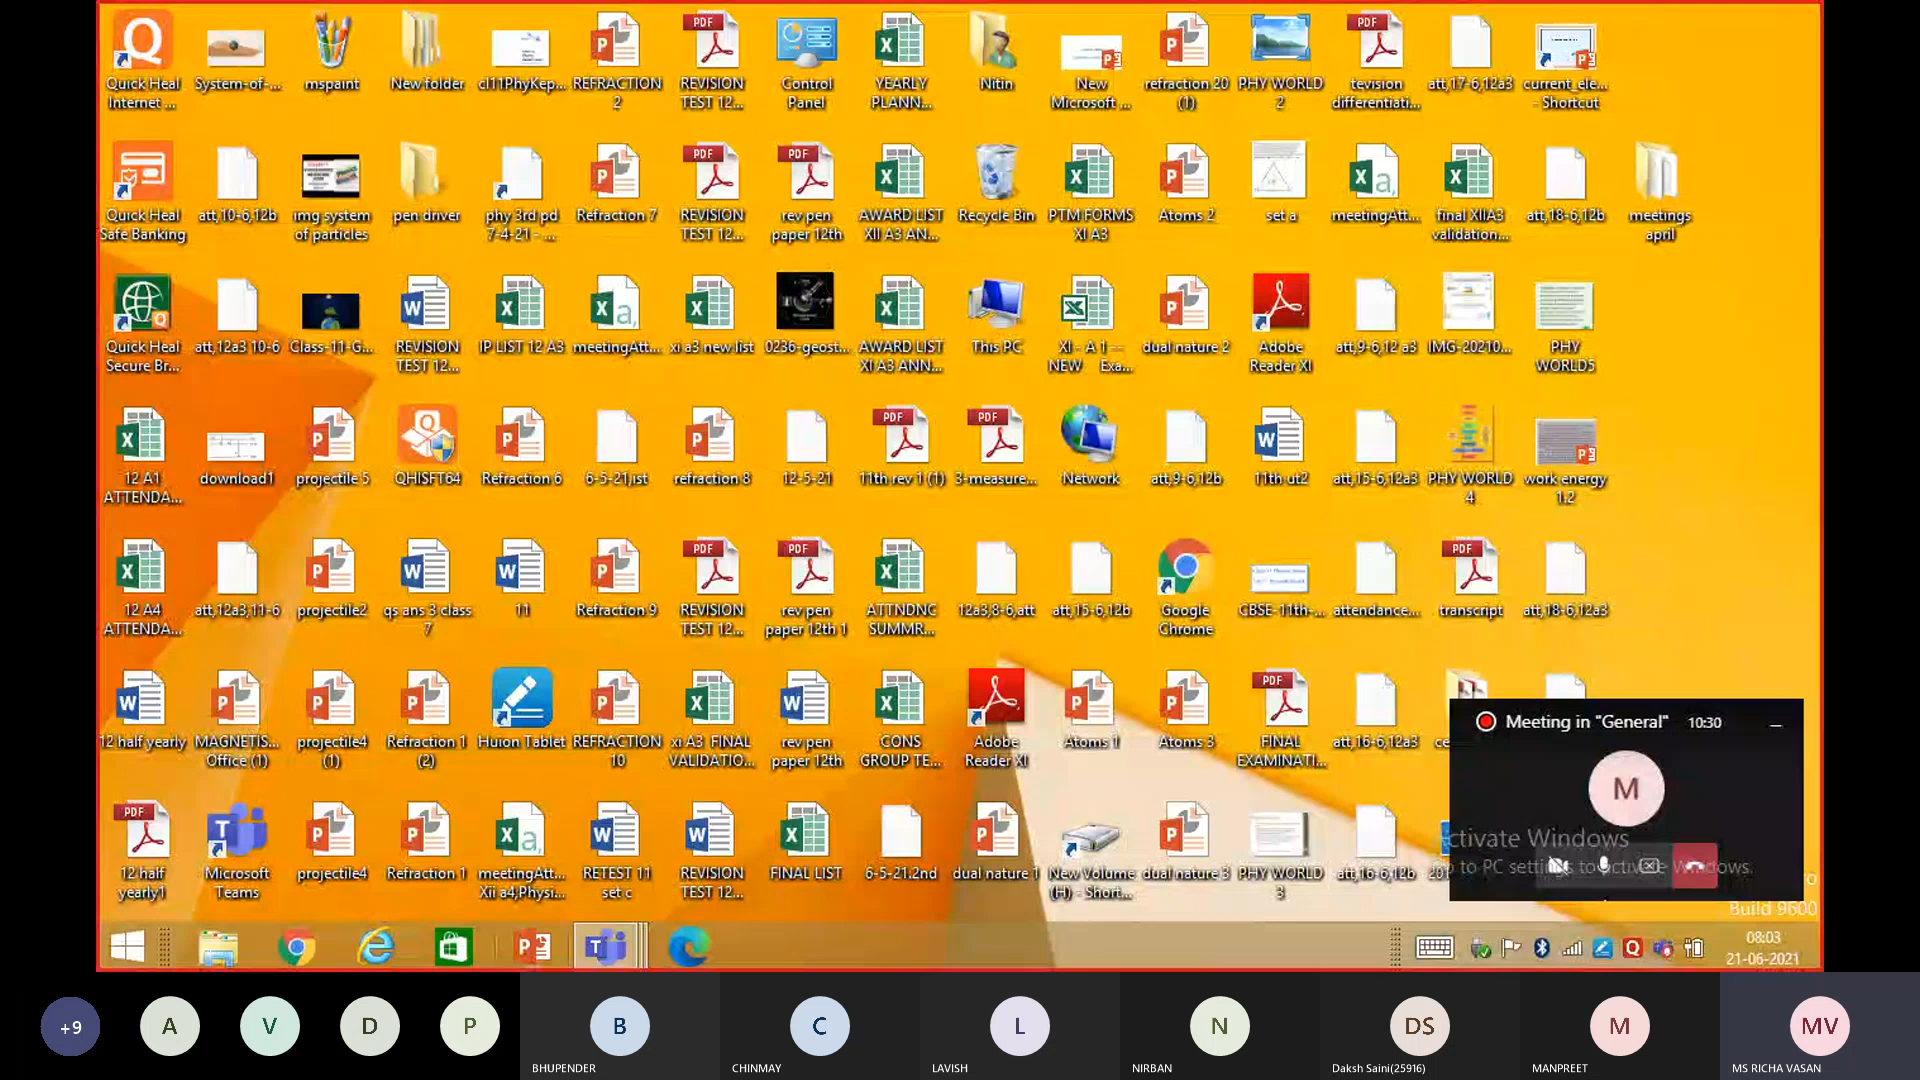 Quick Heal
Internet ...
System-of-...
mspaint
New folder
cl11PhyKep...
REFRACTION
2
REVISION
TEST 12...
Control
Panel
YEARLY
PLANN...
Nitin
New
Microsoft ...
refraction 20
(1)
PHY WORLD
2
tevision
differentiati...
att,17-6,12a3
current_ele...
- Shortcut
Quick Heal
Safe Banking
att,10-6,12b
img system
of particles
pen driver
phy 3rd pd
7-4-21 - ...
Refraction 7
REVISION
TEST 12...
rev pen
paper 12th
AWARD LIST
XII A3 AN...
Recycle Bin
PTM FORMS
XI A3
Atoms 2
set a
meetingAtt...
final XIIA3
validation...
att,18-6,12b
meetings
april
Quick Heal
Secure Br...
att,12a3 10-6
Class-11-G...
REVISION
TEST 12...
IP LIST 12 A3
meetingAtt...
xi a3 new list
0236-geost...
AWARD LIST
XI A3 ANN...
This PC
XI - A 1 --
NEW Exa...
dual nature 2
Adobe
Reader XI
att,9-6,12 a3
IMG-20210...
PHY
WORLD5
12 A1
ATTENDA...
download1
projectile 5
QHISFT64
Refraction 6
6-5-21,ist
refraction 8
12-5-21
11th rev 1 (1)
3-measure...
Network
att,9-6,12b
11th ut2
att,15-6,12a3
PHY WORLD
4
work energy
1.2
12 A4
ATTENDA...
att,12a3,11-6
projectile2
qs ans 3 class
7
11
Refraction 9
REVISION
TEST 12...
rev pen
paper 12th 1
ATTNDNC
SUMMR...
12a3,8-6,att
att,15-6,12b
Google
Chrome
CBSE-11th-...
attendance...
transcript
att,18-6,12a3
12 half yearly
MAGNETIS...
Office (1)
projectile4
(1)
Refraction 1
(2)
Huion Tablet
REFRACTION
10
xi A3 FINAL
VALIDATIO...
rev pen
paper 12th
CONS
GROUP TE...
Adobe
Reader XI
Atoms 1
Atoms 3
FINAL
EXAMINATI...
att,16-6,12a3
ce
12 half
yearly1
Microsoft
Teams
projectile4
Refraction 1
meetingAtt...
Xii a4,Physi...
RETEST 11
set c
REVISION
TEST 12...
FINAL LIST
6-5-21.2nd
dual nature 1
New Volume
(H) - Short...
dual nature 3
PHY WORLD
3
att,16-6,12b
201
Meeting in "General" 10:30
M
ctivate Windows
o to PC settings to activate Windows.
ro
Build 9600
08:03
21-06-2021
+9
A
V
D
P
B
BHUPENDER
C
CHINMAY
L
LAVISH
N
NIRBAN
DS
Daksh Saini(25916)
M
MANPREET
MV
MS RICHA VASAN